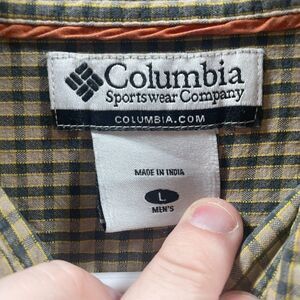 Columbia
Sportswear Company
COLUMBIA.COM
MADE IN INDIA
L
MEN'S